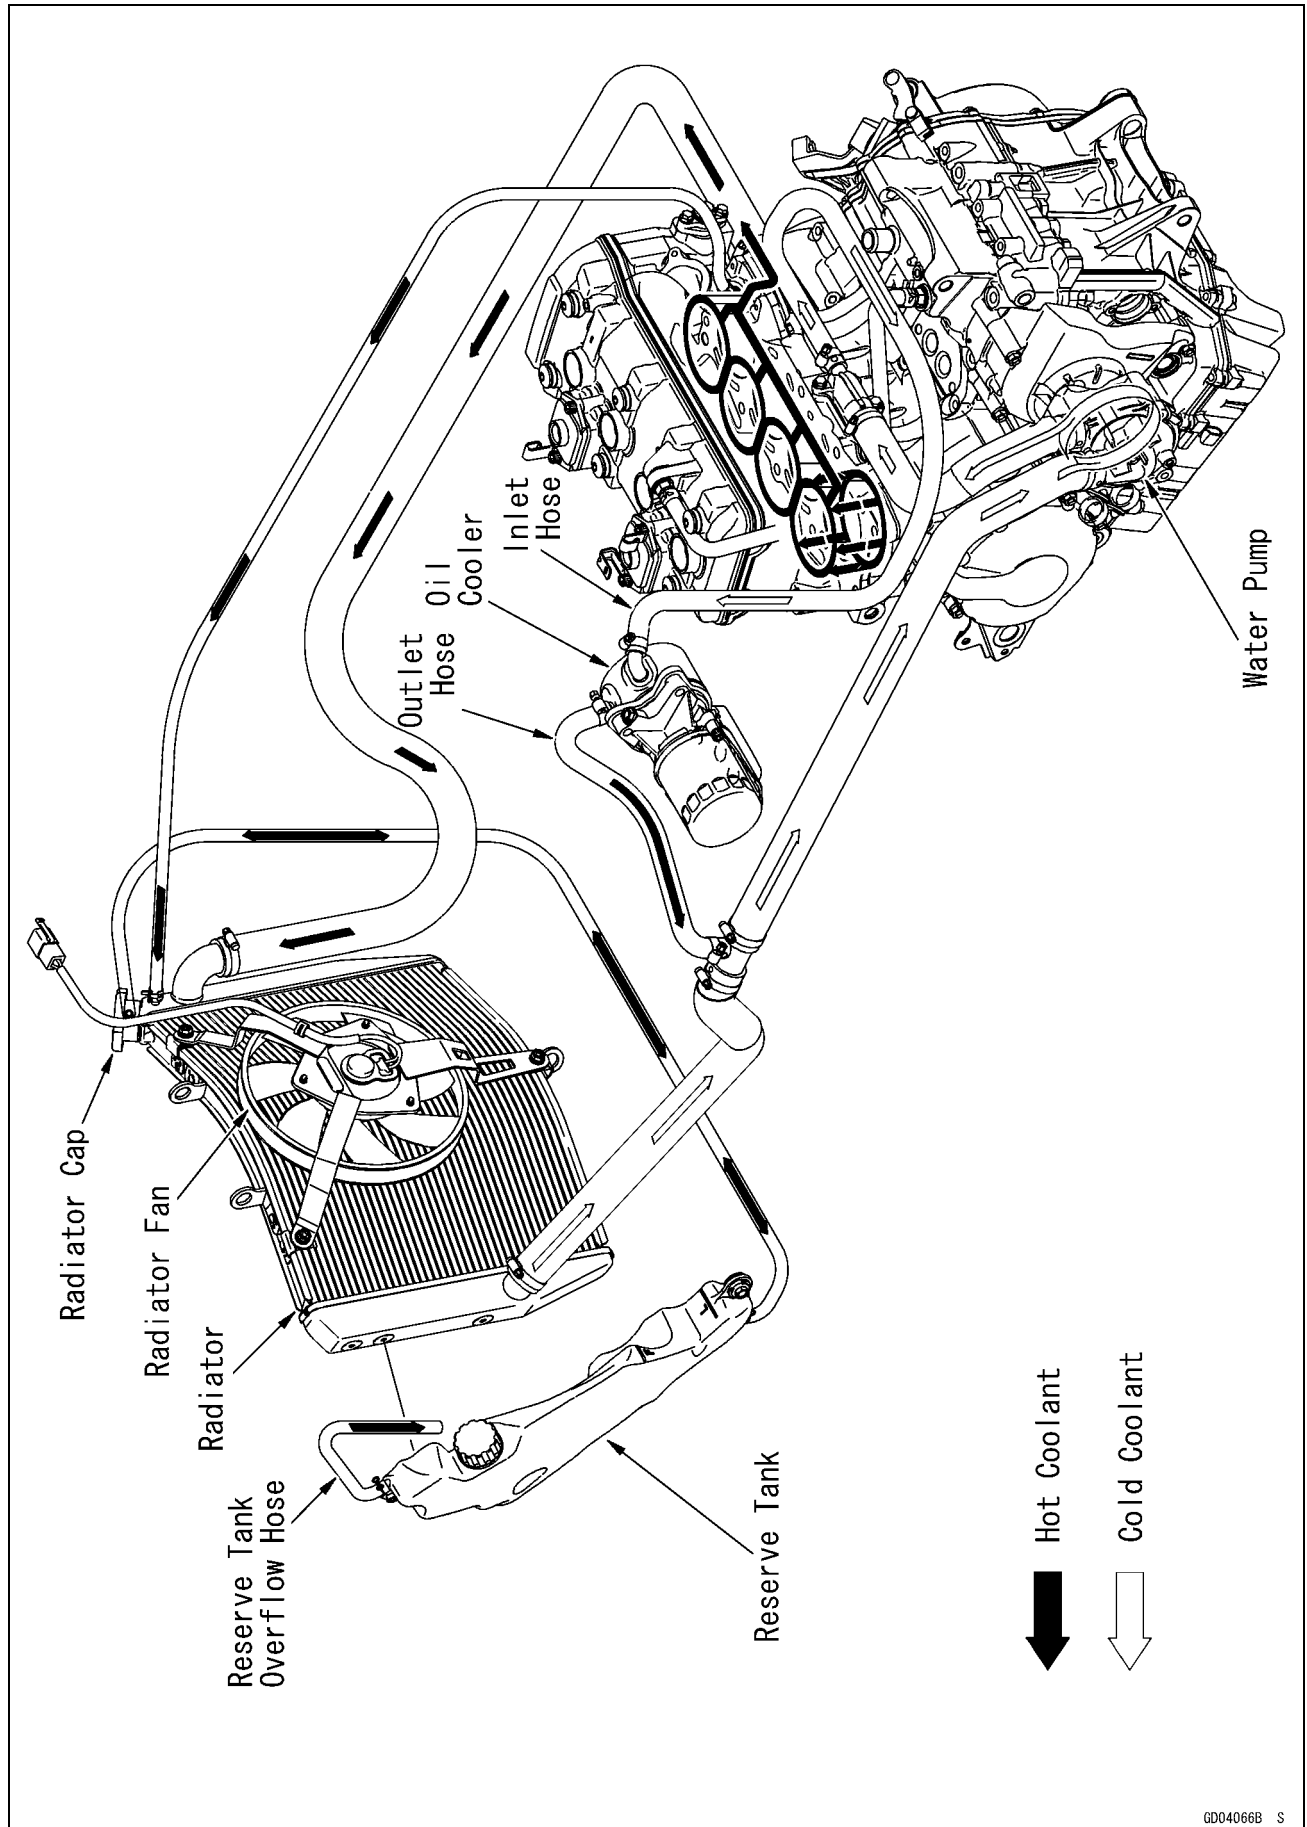 Radiator Cap
Radiator Fan
Radiator
Reserve Tank
Overflow Hose
Outlet
Hose
Oil
Cooler
Inlet
Hose
Reserve Tank
Water Pump
Hot Coolant
Cold Coolant
GD04066B S